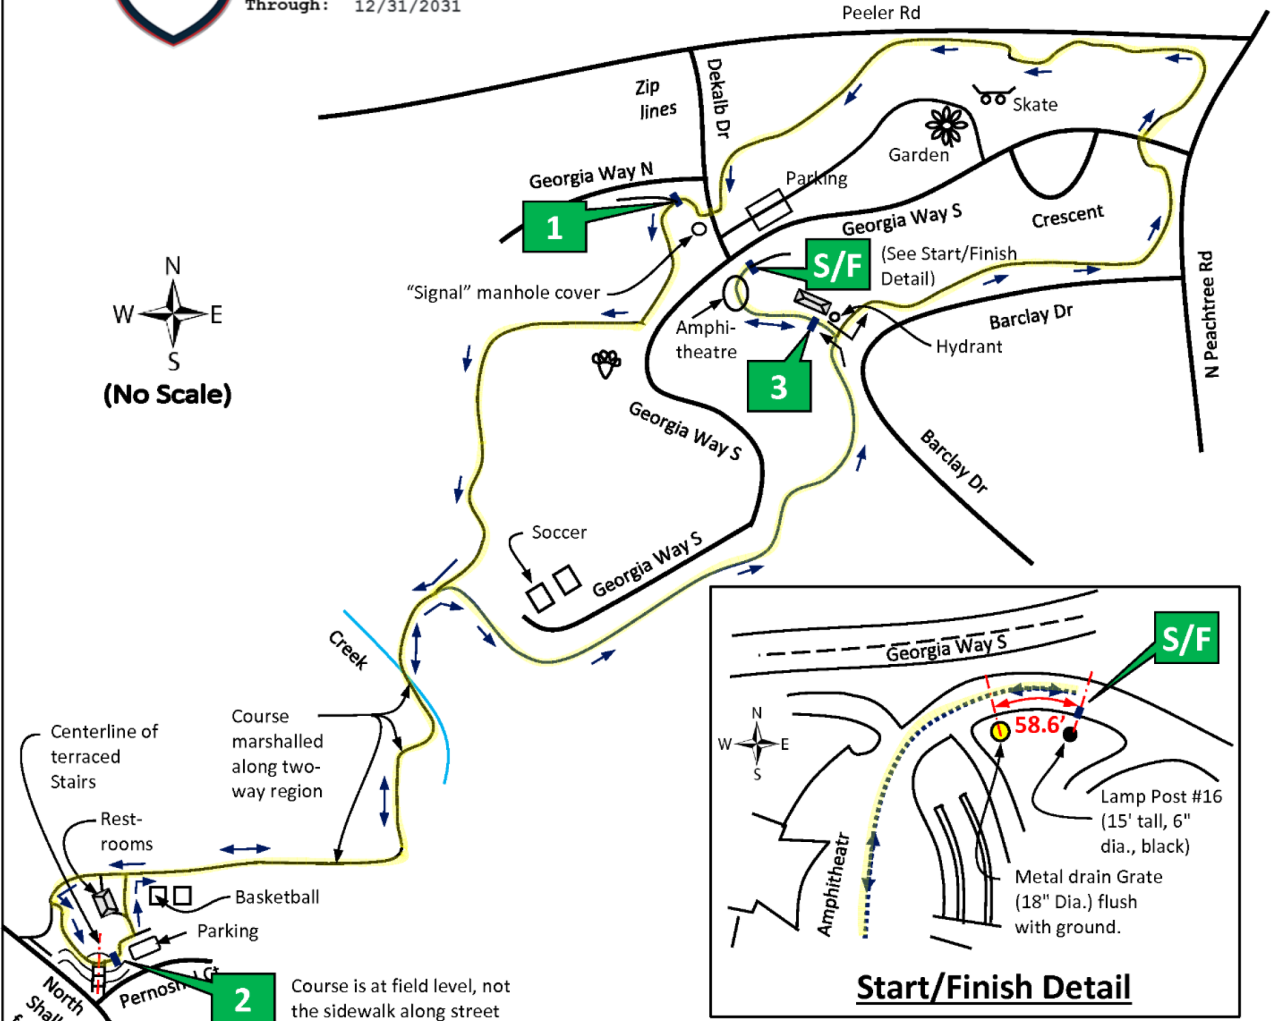 Through: 12/31/2031
Peeler Rd
Zip
lines
Dekalb Dr
Skate
Garden
Georgia Way N
Parking
1
Georgia Way S
Crescent
S/F
(See Start/Finish
Detail)
N
W
E
S
(No Scale)
"Signal" manhole cover
Amphi-
theatre
Barclay Dr
Hydrant
N Peachtree Rd
3
Georgia Way S
Barclay Dr
Soccer
Georgia Way S
Creek
Course
marshalled
along two-
way region
Centerline of
terraced
Stairs
Rest-
rooms
Basketball
Parking
North
2
Course is at field level, not
the sidewalk along street
Georgia Way S
S/F
N
W
E
S
58.6'
Lamp Post #16
(15' tall, 6"
dia., black)
Amphitheatr
Metal drain Grate
(18" Dia.) flush
with ground.
Start/Finish Detail